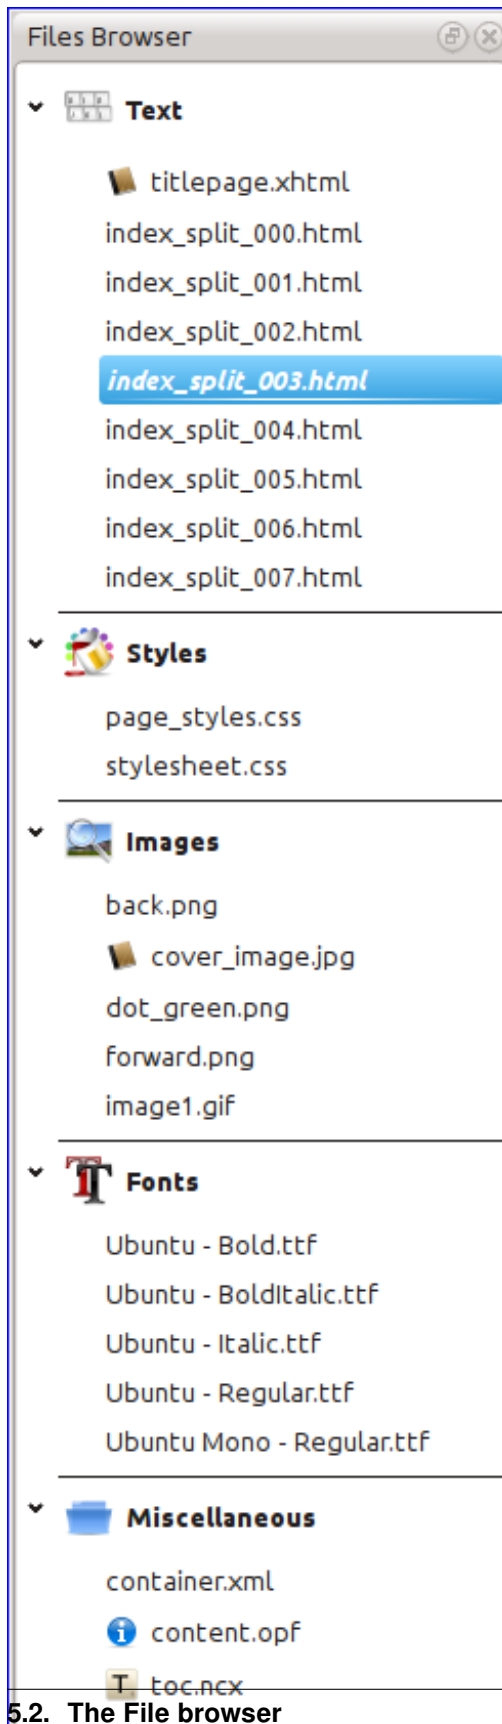 Files Browser
Text
titlepage.xhtml
index_split_000.html
index_split_001.html
index_split_002.html
index_split_003.html
index_split_004.html
index_split_005.html
index_split_006.html
index_split_007.html
Styles
page_styles.css
stylesheet.css
Images
back.png
cover_image.jpg
dot_green.png
forward.png
image1.gif
Fonts
Ubuntu - Bold.ttf
Ubuntu - BoldItalic.ttf
Ubuntu - Italic.ttf
Ubuntu - Regular.ttf
Ubuntu Mono - Regular.ttf
Miscellaneous
container.xml
content.opf
toc.ncx
5.2. The File browser